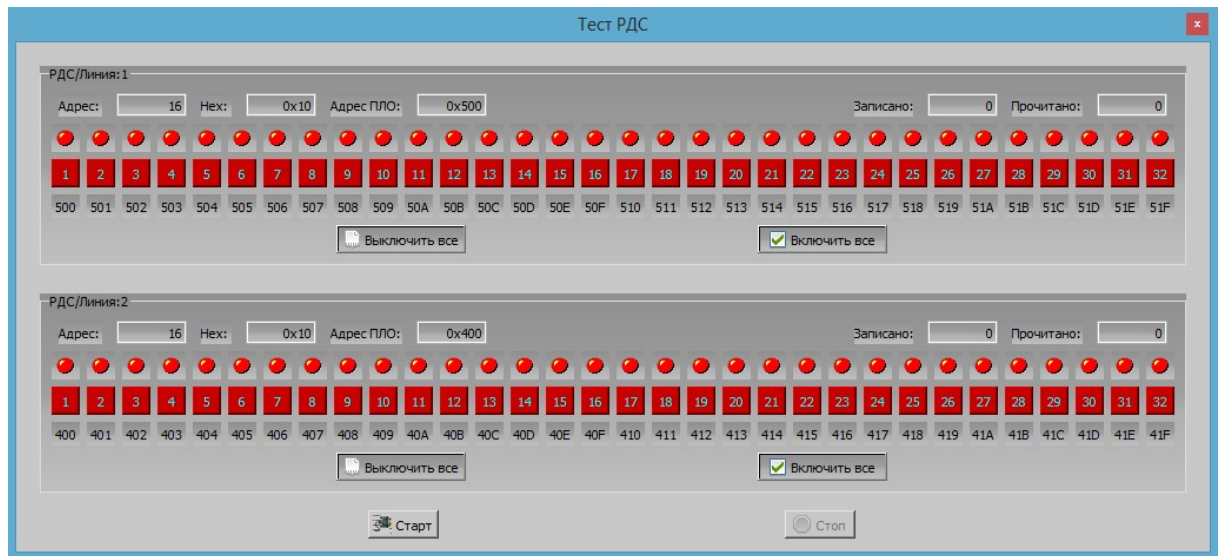 Тест РДС
x
РДС/Линия:1
Адрес: 16 Hex: 0x10 Адрес ПЛО: 0x500 Записано: 0 Прочитано: 0
1 2 3 4 5 6 7 8 9 10 11 12 13 14 15 16 17 18 19 20 21 22 23 24 25 26 27 28 29 30 31 32
500 501 502 503 504 505 506 507 508 509 50A 50B 50C 50D 50E 50F 510 511 512 513 514 515 516 517 518 519 51A 51B 51C 51D 51E 51F
Выключить все Включить все
РДС/Линия:2
Адрес: 16 Hex: 0x10 Адрес ПЛО: 0x400 Записано: 0 Прочитано: 0
1 2 3 4 5 6 7 8 9 10 11 12 13 14 15 16 17 18 19 20 21 22 23 24 25 26 27 28 29 30 31 32
400 401 402 403 404 405 406 407 408 409 40A 40B 40C 40D 40E 40F 410 411 412 413 414 415 416 417 418 419 41A 41B 41C 41D 41E 41F
Выключить все Включить все
Старт Стоп